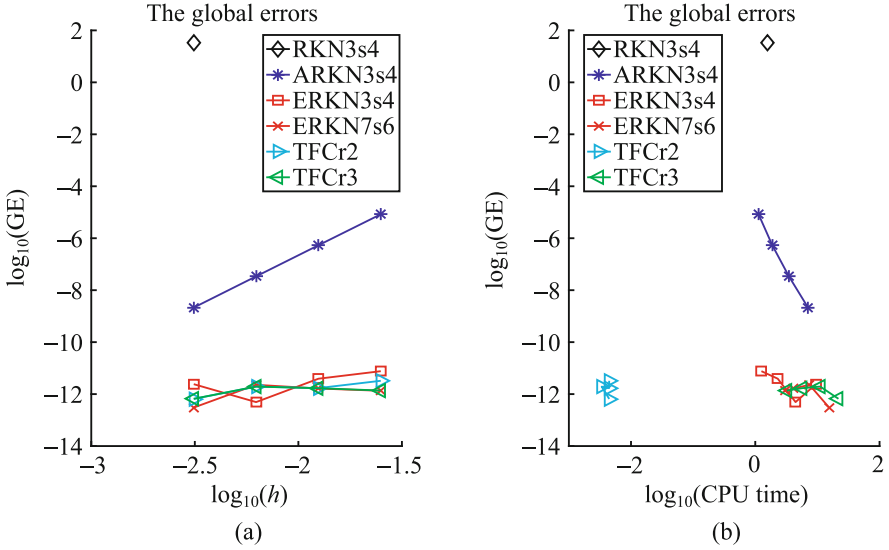 The global errors
2
0
−2
−4
−6
−8
−10
−12
−14
log10(GE)
RKN3s4
ARKN3s4
ERKN3s4
ERKN7s6
TFCr2
TFCr3
−3
−2.5
−2
−1.5
log10(h)
(a)
The global errors
2
0
−2
−4
−6
−8
−10
−12
−14
log10(GE)
RKN3s4
ARKN3s4
ERKN3s4
ERKN7s6
TFCr2
TFCr3
−2
0
2
log10(CPU time)
(b)